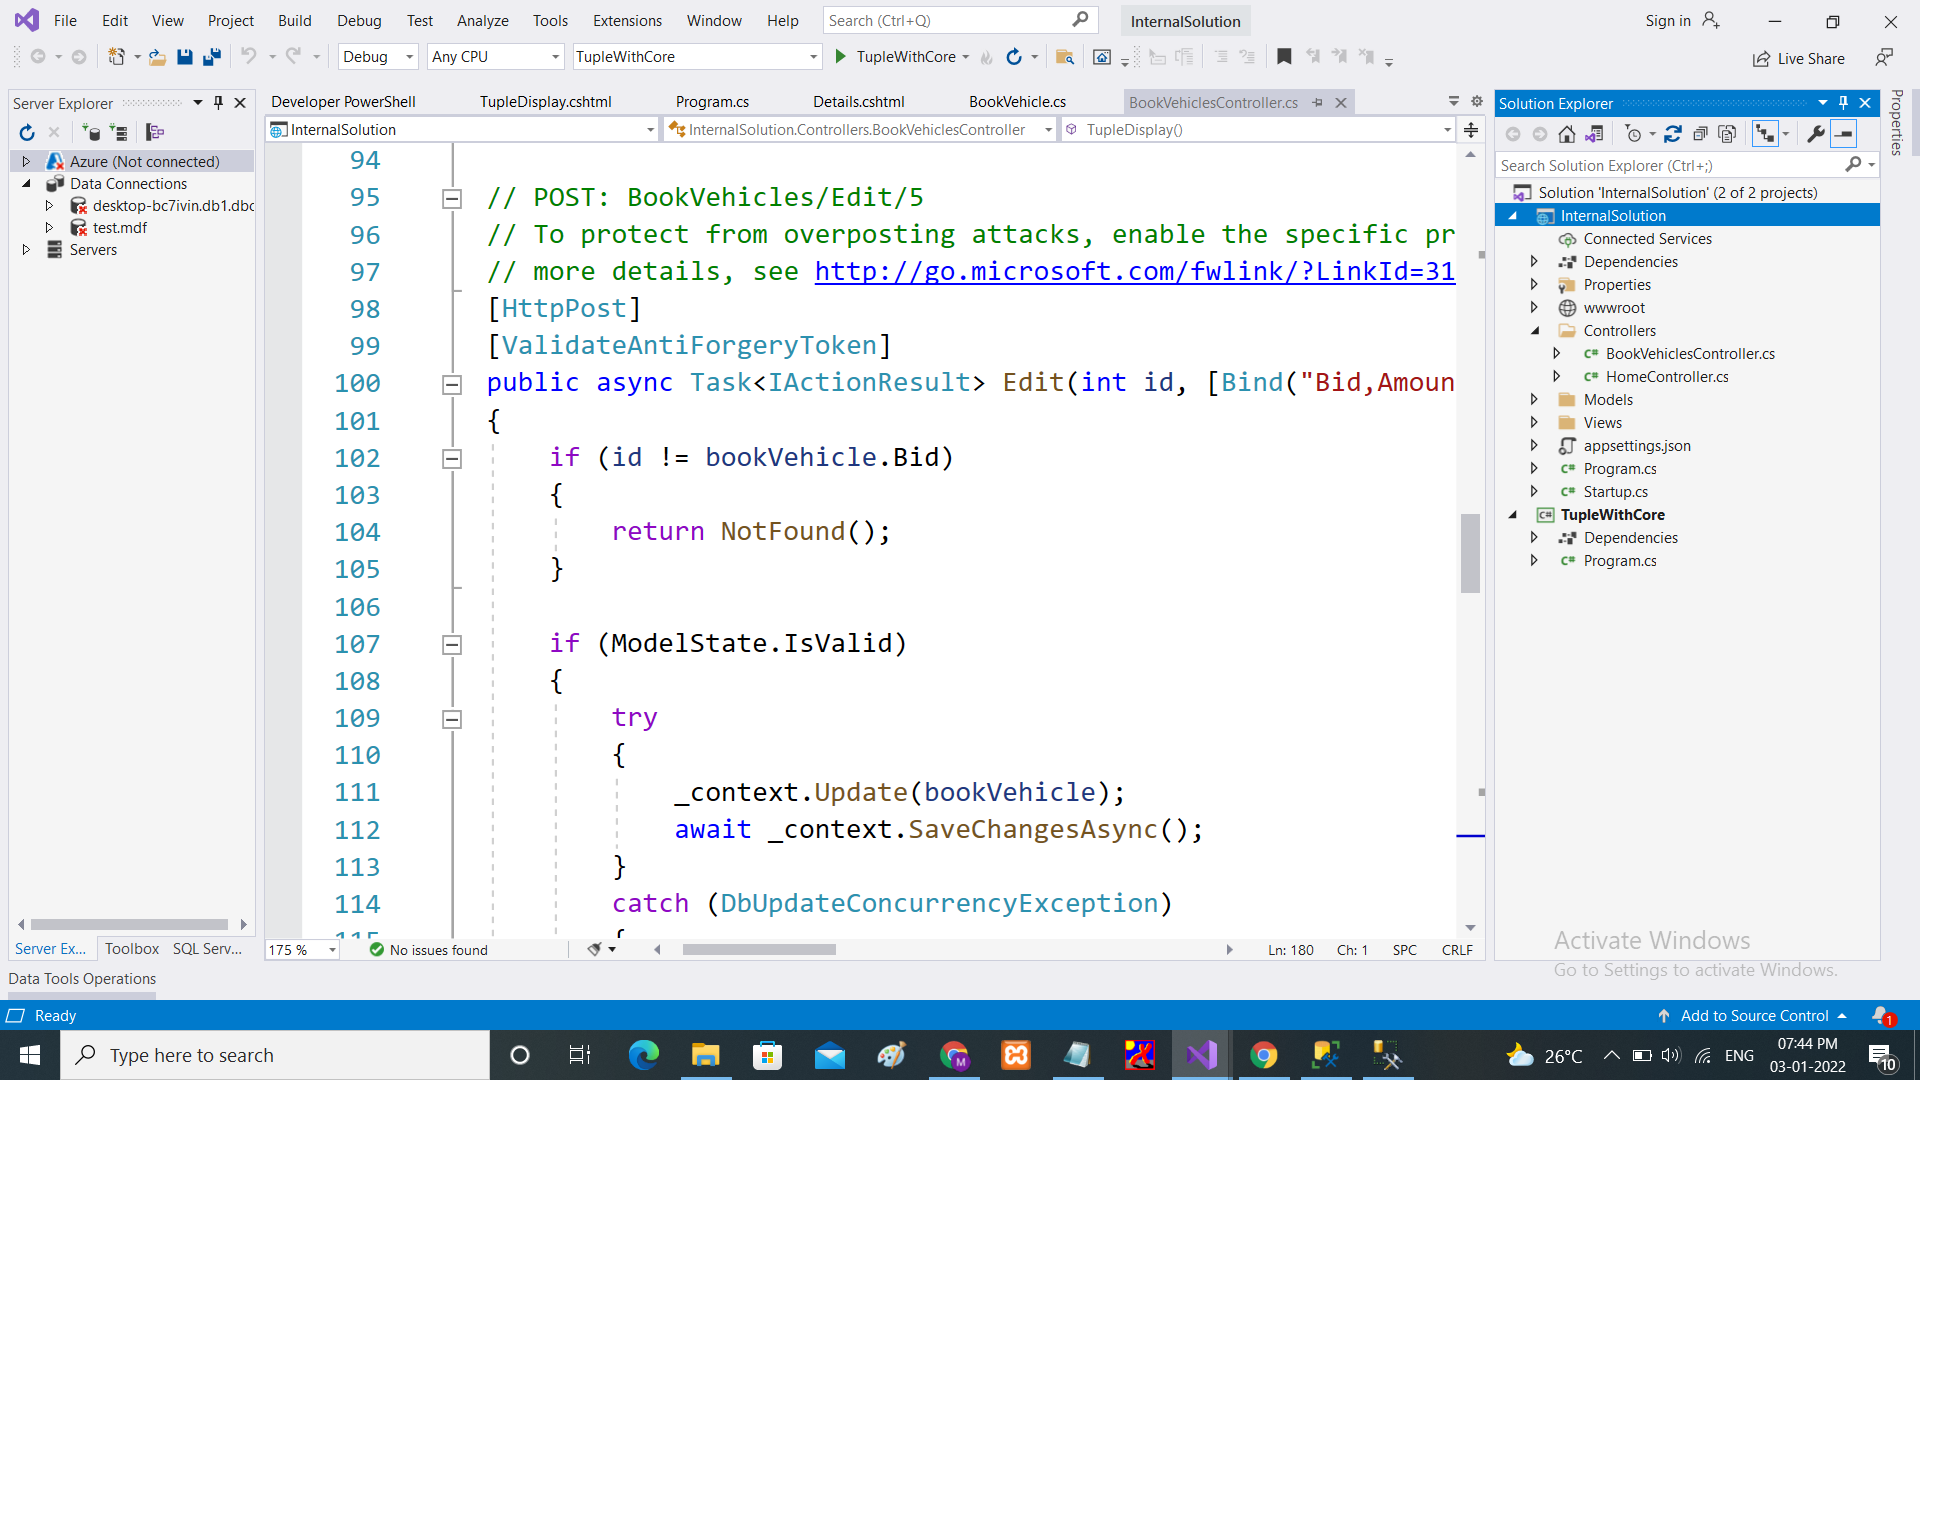 File Edit View Project Build Debug Test Analyze Tools Extensions Window Help Search (Ctrl+Q) InternalSolution Sign in
Debug Any CPU TupleWithCore TupleWithCore Live Share
Server Explorer
Azure (Not connected)
Data Connections
desktop-bc7ivin.db1.dbc
test.mdf
Servers
Server Ex... Toolbox SQL Serv...
Data Tools Operations
Developer PowerShell TupleDisplay.cshtml Program.cs Details.cshtml BookVehicle.cs BookVehiclesController.cs
InternalSolution InternalSolution.Controllers.BookVehiclesController TupleDisplay()
94
95 // POST: BookVehicles/Edit/5
96 // To protect from overposting attacks, enable the specific pr
97 // more details, see http://go.microsoft.com/fwlink/?LinkId=31
98 [HttpPost]
99 [ValidateAntiForgeryToken]
100 public async Task<IActionResult> Edit(int id, [Bind("Bid,Amoun
101 {
102 if (id != bookVehicle.Bid)
103 {
104 return NotFound();
105 }
106
107 if (ModelState.IsValid)
108 {
109 try
110 {
111 _context.Update(bookVehicle);
112 await _context.SaveChangesAsync();
113 }
114 catch (DbUpdateConcurrencyException)
115 {
175 % No issues found Ln: 180 Ch: 1 SPC CRLF
Solution Explorer
Search Solution Explorer (Ctrl+;)
Solution 'InternalSolution' (2 of 2 projects)
InternalSolution
Connected Services
Dependencies
Properties
wwwroot
Controllers
C# BookVehiclesController.cs
C# HomeController.cs
Models
Views
appsettings.json
C# Program.cs
C# Startup.cs
C# TupleWithCore
Dependencies
C# Program.cs
Properties
Activate Windows
Go to Settings to activate Windows.
Ready Add to Source Control 1
Type here to search M 26°C ENG 07:44 PM
03-01-2022 10